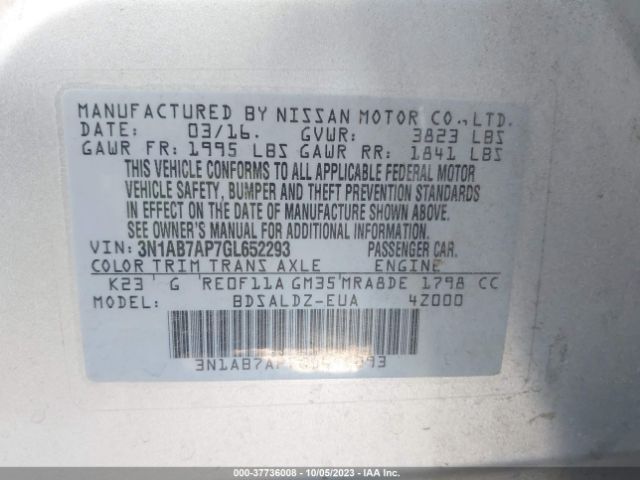 MANUFACTURED BY NISSAN MOTOR CO., LTD.
DATE: 03/16. GVWR: 3823 LBS
GAWR FR: 1995 LBS GAWR RR: 1841 LBS
THIS VEHICLE CONFORMS TO ALL APPLICABLE FEDERAL MOTOR
VEHICLE SAFETY, BUMPER AND THEFT PREVENTION STANDARDS
IN EFFECT ON THE DATE OF MANUFACTURE SHOWN ABOVE.
SEE OWNER'S MANUAL FOR ADDITIONAL INFORMATION.
VIN: 3N1AB7AP7GL652293 PASSENGER CAR.
COLOR TRIM TRANS AXLE ENGINE
K23 G RE0F11A GM35 MRA8DE 1798 CC
MODEL: BDSALDZ-EUA 4Z000
000-37736008 - 10/05/2023 - IAA Inc.